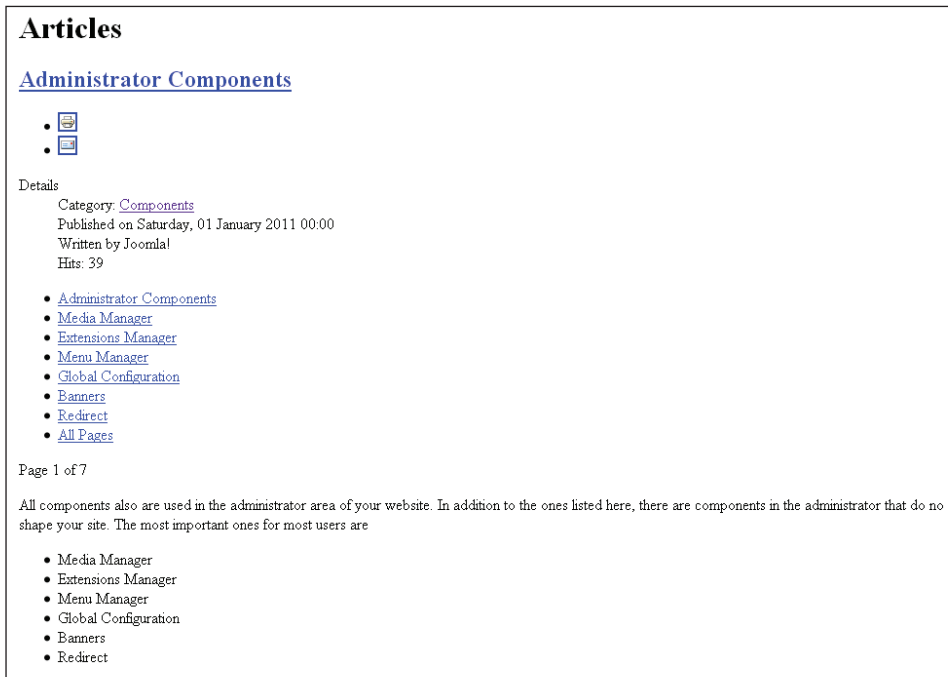 Articles
Administrator Components
Details
Category: Components
Published on Saturday, 01 January 2011 00:00
Written by Joomla!
Hits: 39
Administrator Components
Media Manager
Extensions Manager
Menu Manager
Global Configuration
Banners
Redirect
All Pages
Page 1 of 7
All components also are used in the administrator area of your website. In addition to the ones listed here, there are components in the administrator that do no
shape your site. The most important ones for most users are
Media Manager
Extensions Manager
Menu Manager
Global Configuration
Banners
Redirect